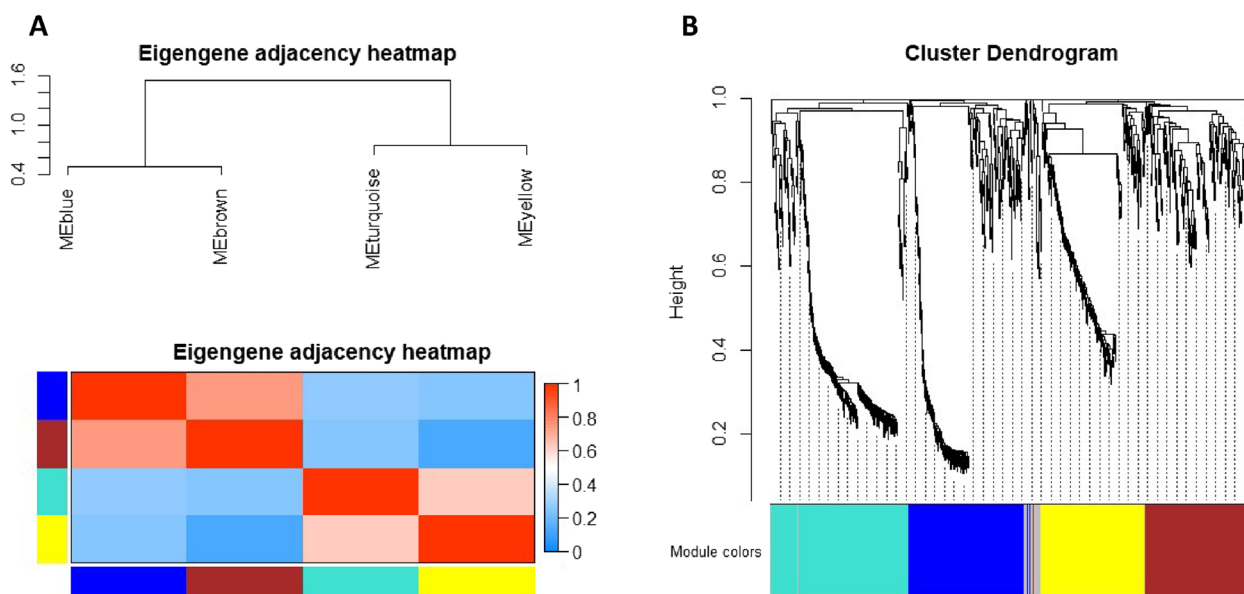 A
Eigengene adjacency heatmap
1.6
1.0
0.4
MEblue
MEbrown
MEturquoise
MEyellow
Eigengene adjacency heatmap
1
0.8
0.6
0.4
0.2
0
B
Cluster Dendrogram
Height
1.0
0.8
0.6
0.4
0.2
Module colors